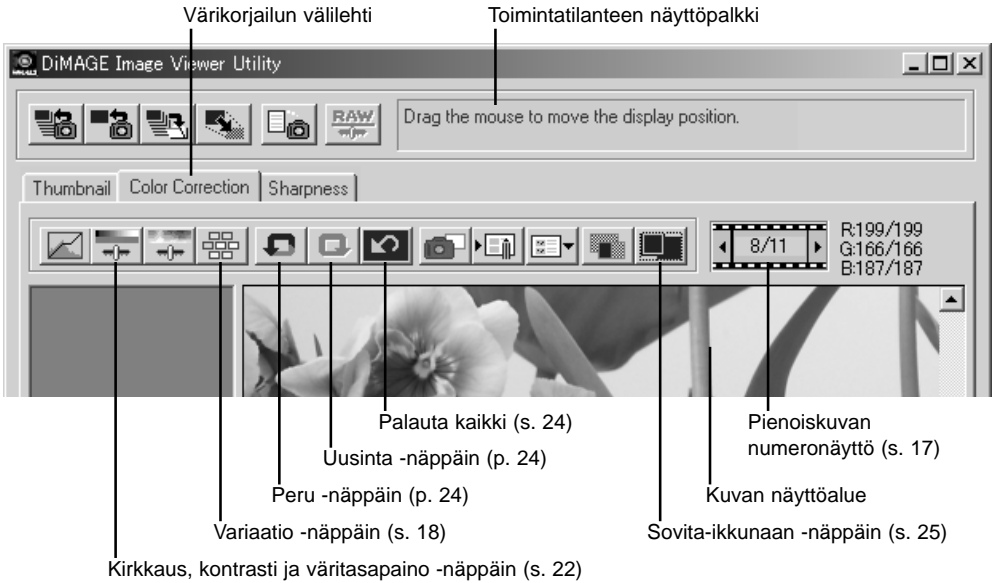 Värikorjailun välilehti
Toimintatilanteen näyttöpalkki
DiMAGE Image Viewer Utility
RAW
Drag the mouse to move the display position.
Thumbnail
Color Correction
Sharpness
8/11
R:199/199
G:166/166
B:187/187
Palauta kaikki (s. 24)
Pienoiskuvan
numeronäyttö (s. 17)
Uusinta -näppäin (p. 24)
Peru -näppäin (p. 24)
Kuvan näyttöalue
Variaatio -näppäin (s. 18)
Sovita-ikkunaan -näppäin (s. 25)
Kirkkaus, kontrasti ja väritasapaino -näppäin (s. 22)